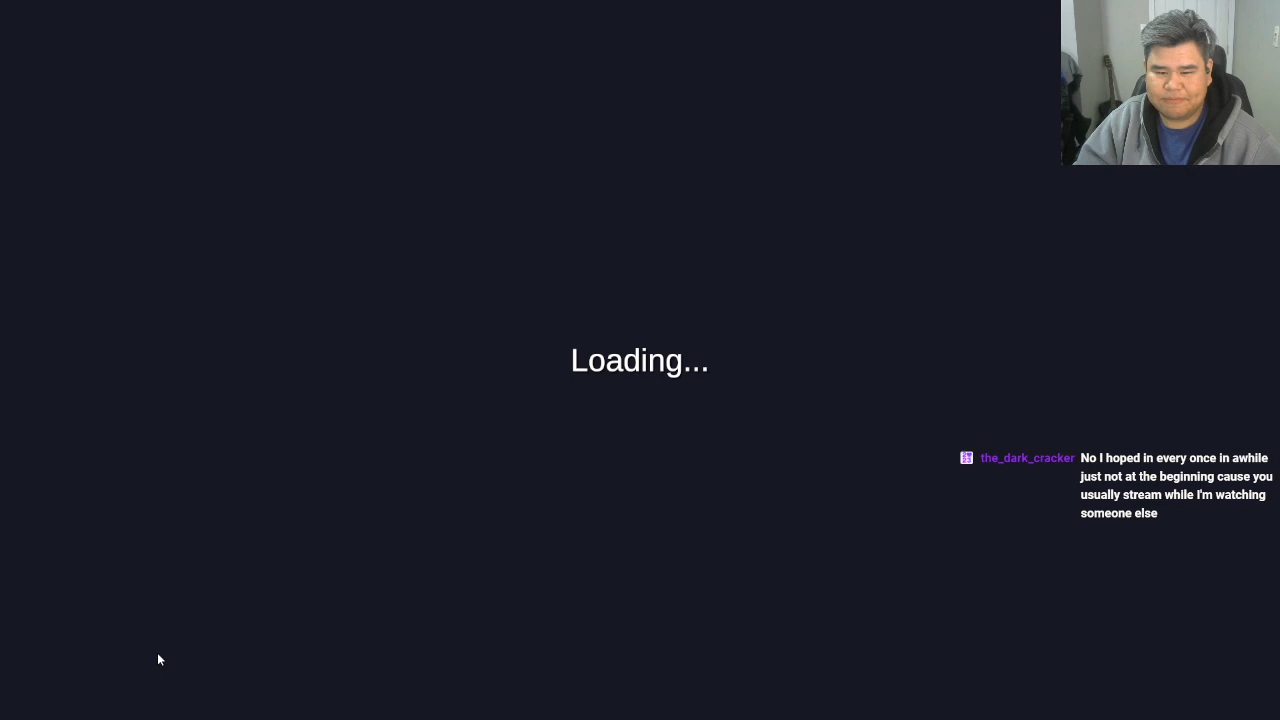 Loading...
the_dark_cracker No I hoped in every once in awhile
just not at the beginning cause you
usually stream while I'm watching
someone else